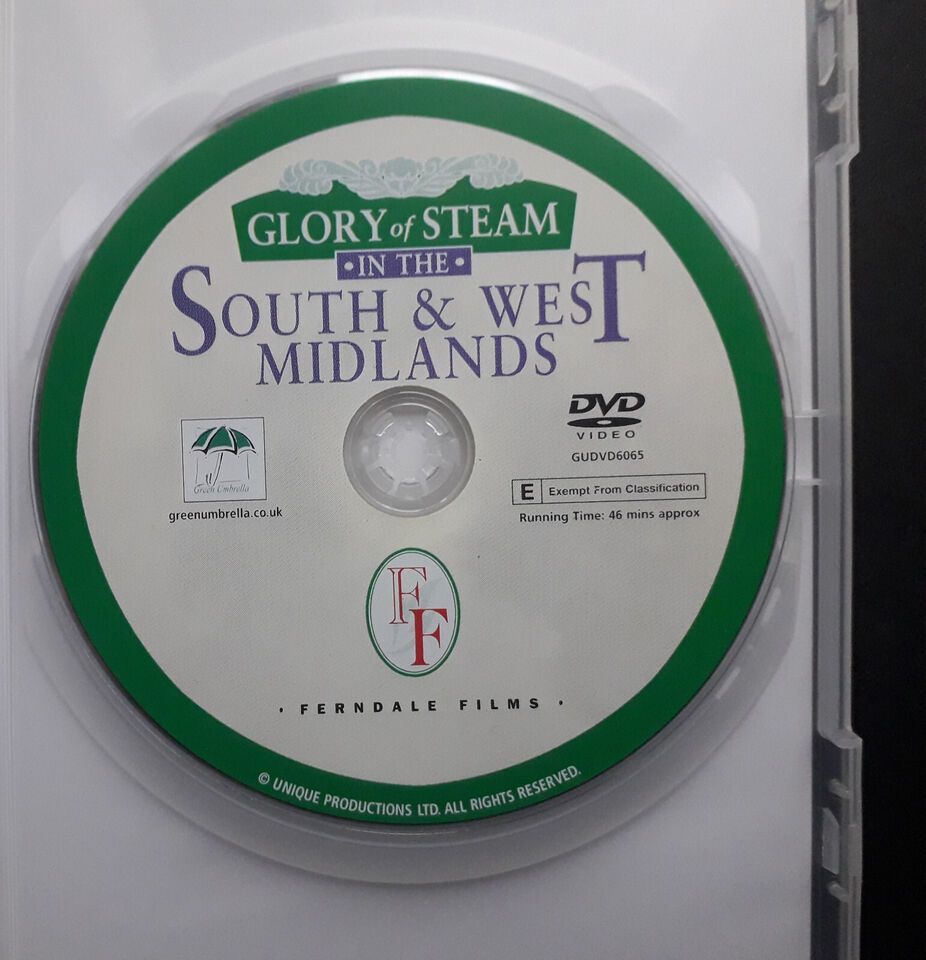 GLORY of STEAM
• IN THE •
SOUTH & WEST
MIDLANDS
DVD
VIDEO
GUDVD6065
Green Umbrella
greenumbrella.co.uk
E Exempt From Classification
Running Time: 46 mins approx
FF
• FERNDALE FILMS •
© UNIQUE PRODUCTIONS LTD. ALL RIGHTS RESERVED.